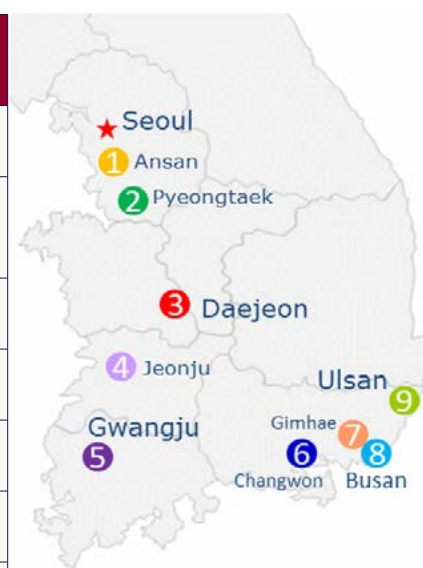 Seoul
1 Ansan
2 Pyeongtaek
3 Daejeon
4 Jeonju
Ulsan
9
Gwangju
Gimhae
7
5
6
8
Changwon
Busan